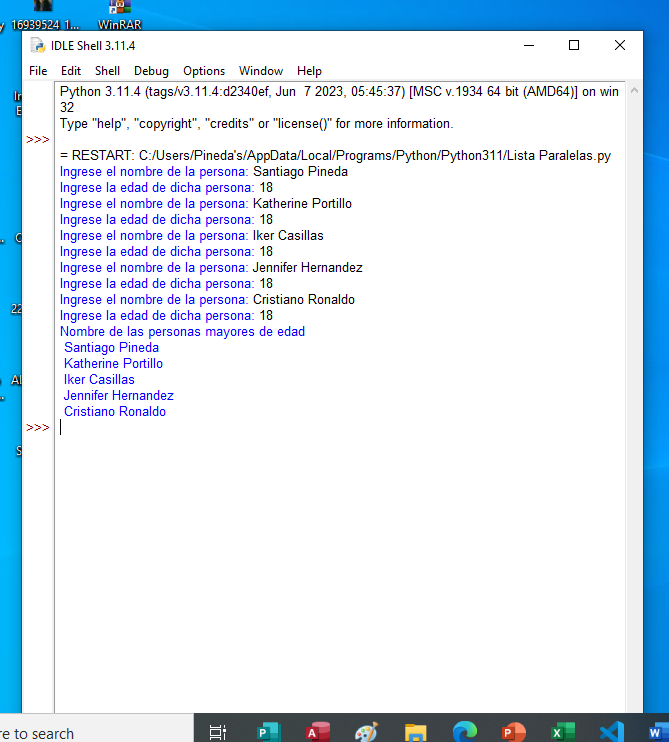 16939524_1...
WinRAR
IDLE Shell 3.11.4
File Edit Shell Debug Options Window Help
Python 3.11.4 (tags/v3.11.4:d2340ef, Jun  7 2023, 05:45:37) [MSC v.1934 64 bit (AMD64)] on win
32
Type "help", "copyright", "credits" or "license()" for more information.
>>>
= RESTART: C:/Users/Pineda's/AppData/Local/Programs/Python/Python311/Lista Paralelas.py
Ingrese el nombre de la persona: Santiago Pineda
Ingrese la edad de dicha persona: 18
Ingrese el nombre de la persona: Katherine Portillo
Ingrese la edad de dicha persona: 18
Ingrese el nombre de la persona: Iker Casillas
Ingrese la edad de dicha persona: 18
Ingrese el nombre de la persona: Jennifer Hernandez
Ingrese la edad de dicha persona: 18
Ingrese el nombre de la persona: Cristiano Ronaldo
Ingrese la edad de dicha persona: 18
Nombre de las personas mayores de edad
Santiago Pineda
Katherine Portillo
Iker Casillas
Jennifer Hernandez
Cristiano Ronaldo
>>>
22
re to search
P A P X W